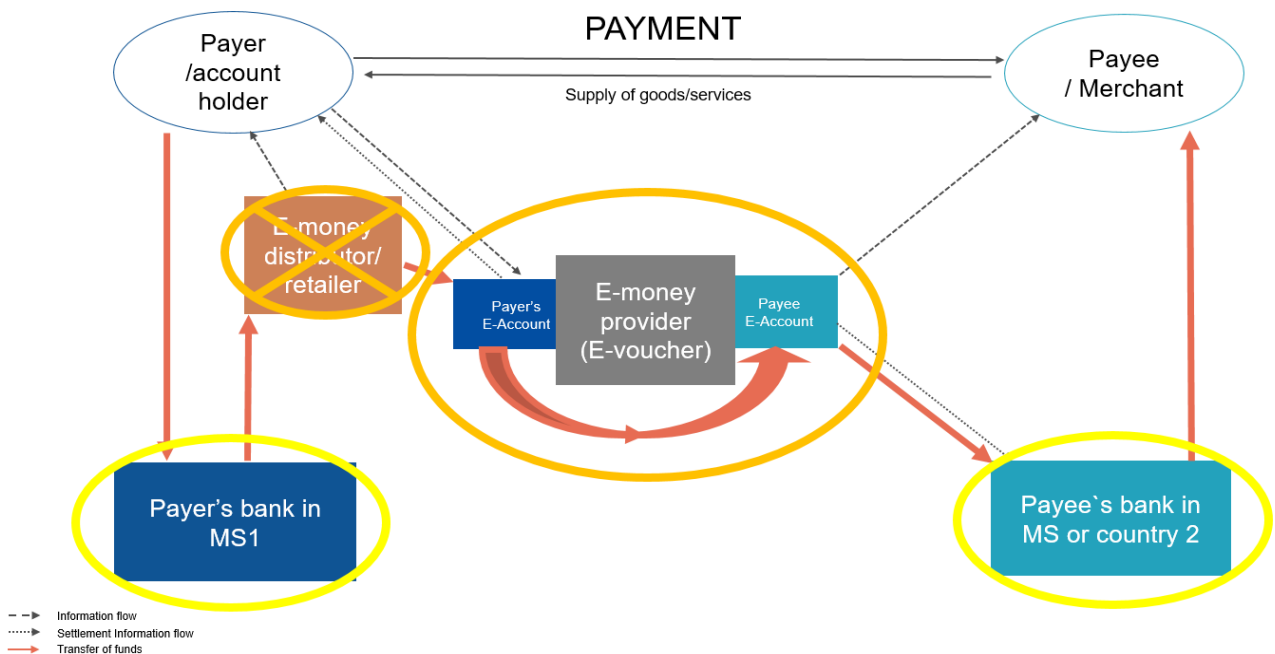 PAYMENT
Payer
/account
holder
Payee
/ Merchant
Supply of goods/services
E-money
distributor/
retailer
Payer's
E-Account
E-money
provider
(E-voucher)
Payee
E-Account
Payer’s bank in
MS1
Payee`s bank in
MS or country 2
Information flow
Settlement Information flow
Transfer of funds